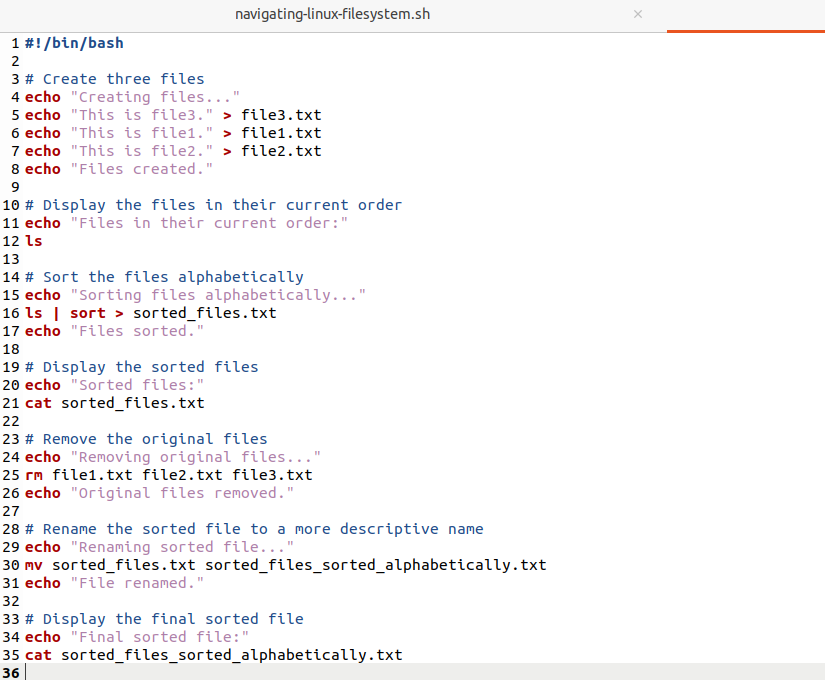 navigating-linux-filesystem.sh ×
1 #!/bin/bash
2
3 # Create three files
4 echo "Creating files..."
5 echo "This is file3." > file3.txt
6 echo "This is file1." > file1.txt
7 echo "This is file2." > file2.txt
8 echo "Files created."
9
10 # Display the files in their current order
11 echo "Files in their current order:"
12 ls
13
14 # Sort the files alphabetically
15 echo "Sorting files alphabetically..."
16 ls | sort > sorted_files.txt
17 echo "Files sorted."
18
19 # Display the sorted files
20 echo "Sorted files:"
21 cat sorted_files.txt
22
23 # Remove the original files
24 echo "Removing original files..."
25 rm file1.txt file2.txt file3.txt
26 echo "Original files removed."
27
28 # Rename the sorted file to a more descriptive name
29 echo "Renaming sorted file..."
30 mv sorted_files.txt sorted_files_sorted_alphabetically.txt
31 echo "File renamed."
32
33 # Display the final sorted file
34 echo "Final sorted file:"
35 cat sorted_files_sorted_alphabetically.txt
36